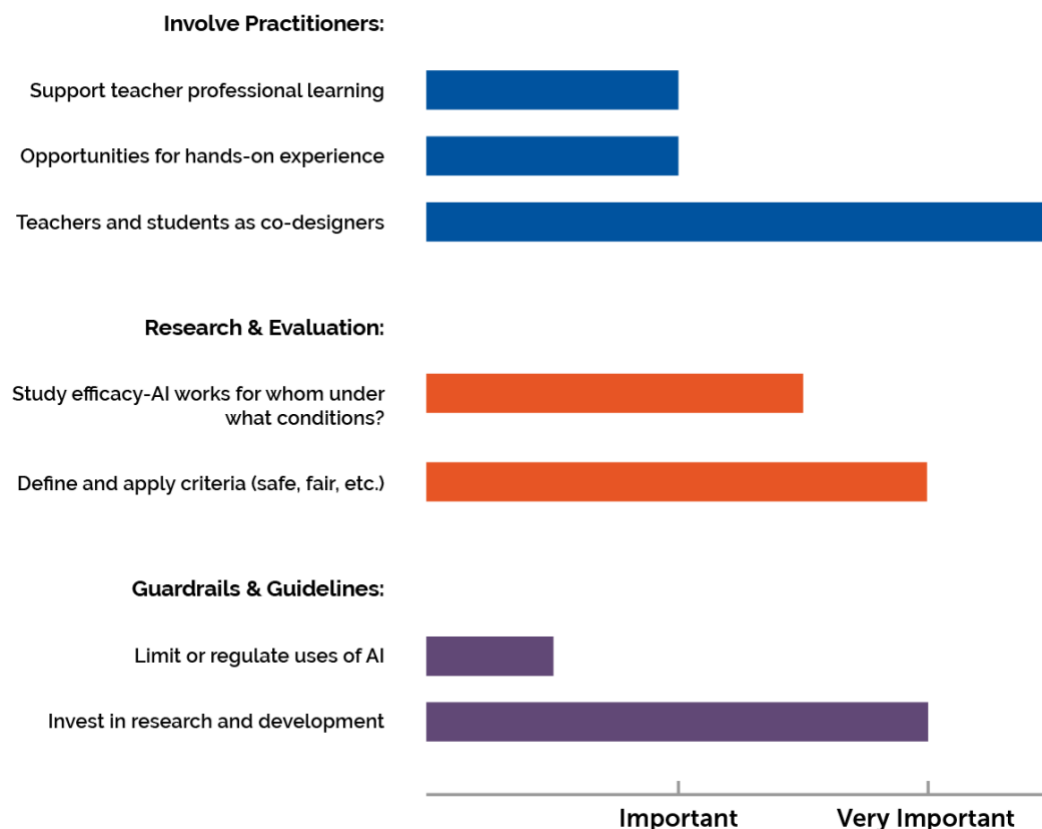 Involve Practitioners:
Support teacher professional learning
Opportunities for hands-on experience
Teachers and students as co-designers
Research & Evaluation:
Study efficacy-AI works for whom under
what conditions?
Define and apply criteria (safe, fair, etc.)
Guardrails & Guidelines:
Limit or regulate uses of AI
Invest in research and development
Important Very Important